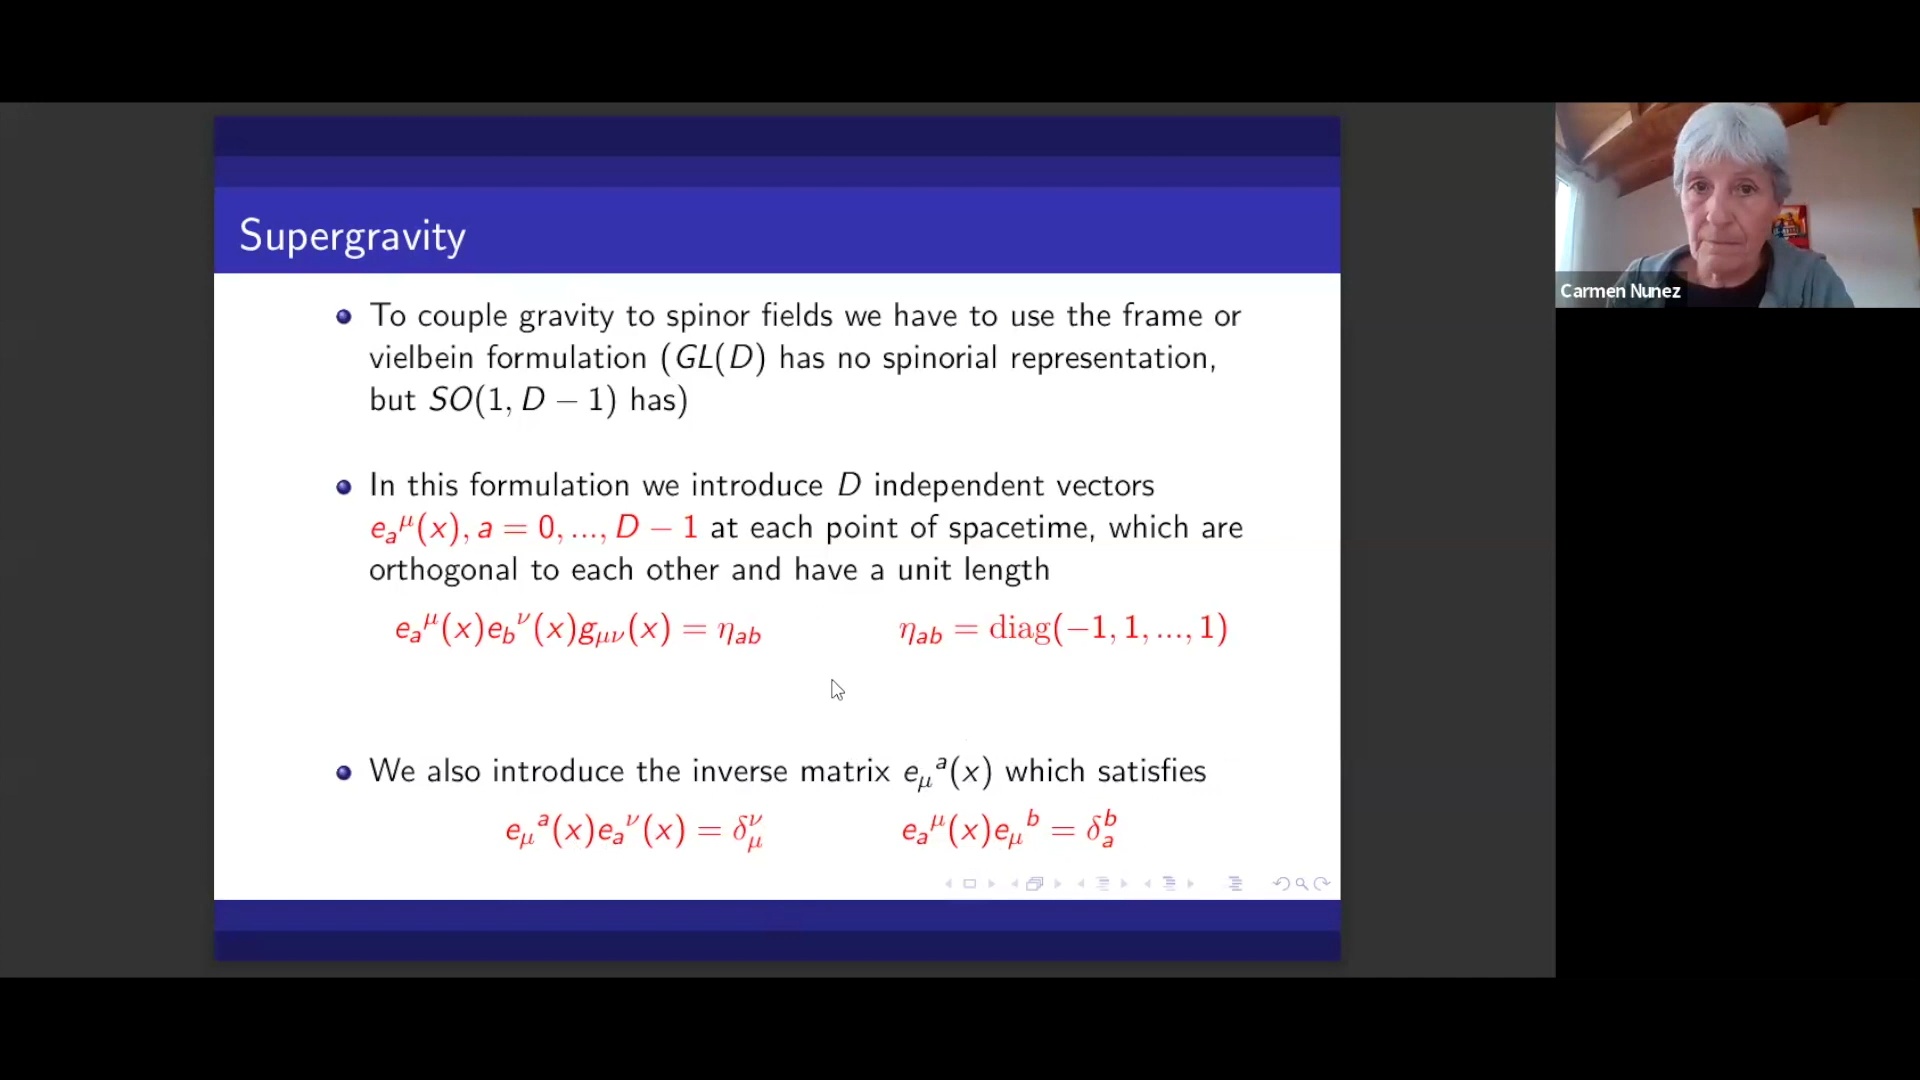 Supergravity
To couple gravity to spinor fields we have to use the frame or
vielbein formulation (GL(D) has no spinorial representation,
but SO(1, D − 1) has)
In this formulation we introduce D independent vectors
eₐ^μ(x), a = 0, ..., D − 1 at each point of spacetime, which are
orthogonal to each other and have a unit length
e_a^μ(x)e_b^ν(x)g_μν(x) = η_ab η_ab = diag(−1, 1, ..., 1)
We also introduce the inverse matrix e_μ^a(x) which satisfies
e_μ^a(x)e_a^ν(x) = δ_μ^ν e_a^μ(x)e_μ^b = δ_a^b
Carmen Nunez